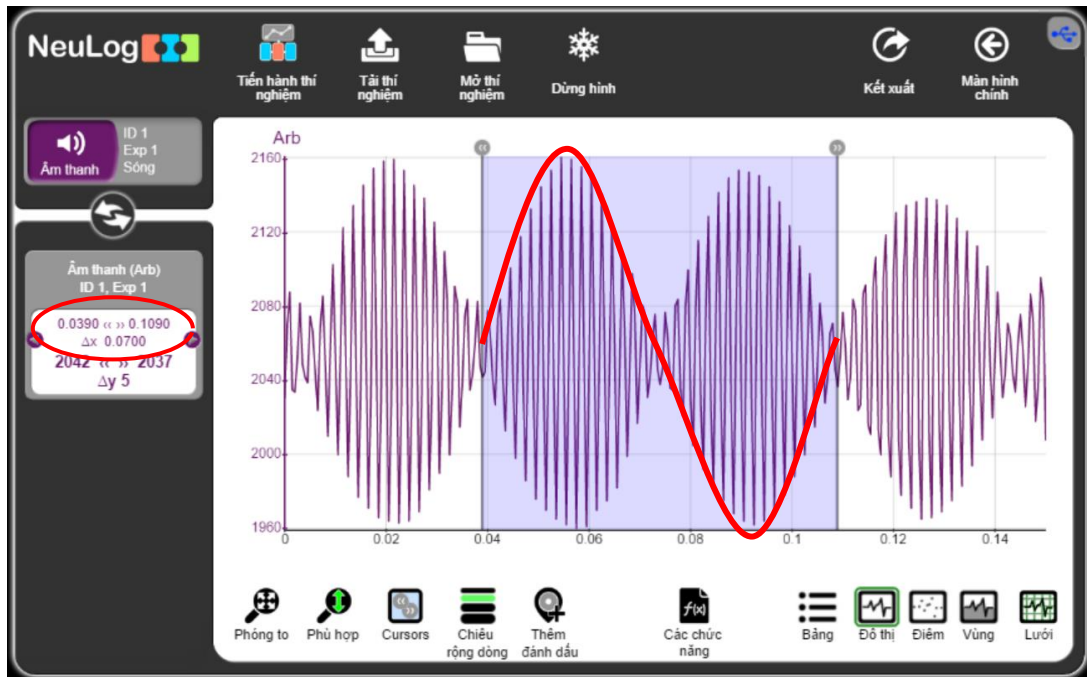 NeuLog
Tiến hành thí
nghiệm
Tải thí
nghiệm
Mở thí
nghiệm
Dừng hình
Kết xuất
Màn hình
chính
Âm thanh
ID 1
Exp 1
Sóng
Âm thanh (Arb)
ID 1, Exp 1
0.0390 ‹‹ ›› 0.1090
Δx 0.0700
2042 ‹‹ ›› 2037
Δy 5
Arb
2160
2120
2080
2040
2000
1960
0
0.02
0.04
0.06
0.08
0.1
0.12
0.14
Phóng to
Phù hợp
Cursors
Chiều
rộng dòng
Thêm
đánh dấu
f(x)
Các chức
năng
Bảng
Đồ thị
Điểm
Vùng
Lưới